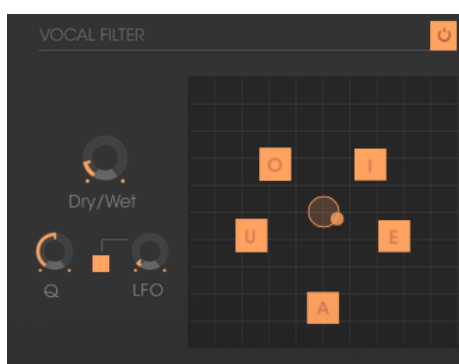 VOCAL FILTER
O I
Dry/Wet
U E
Q LFO
A